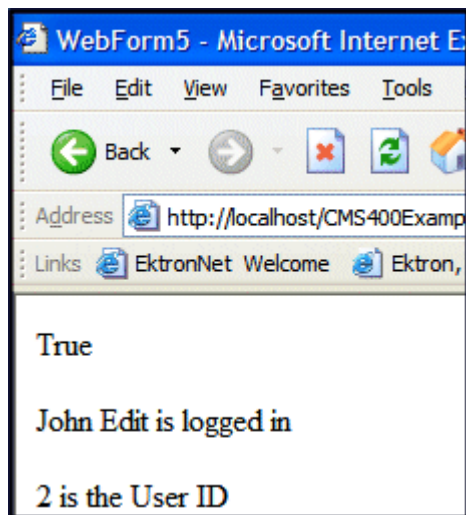 WebForm5 - Microsoft Internet Ex
File Edit View Favorites Tools
Back
Address http://localhost/CMS400Examp
Links EktronNet Welcome Ektron,
True
John Edit is logged in
2 is the User ID